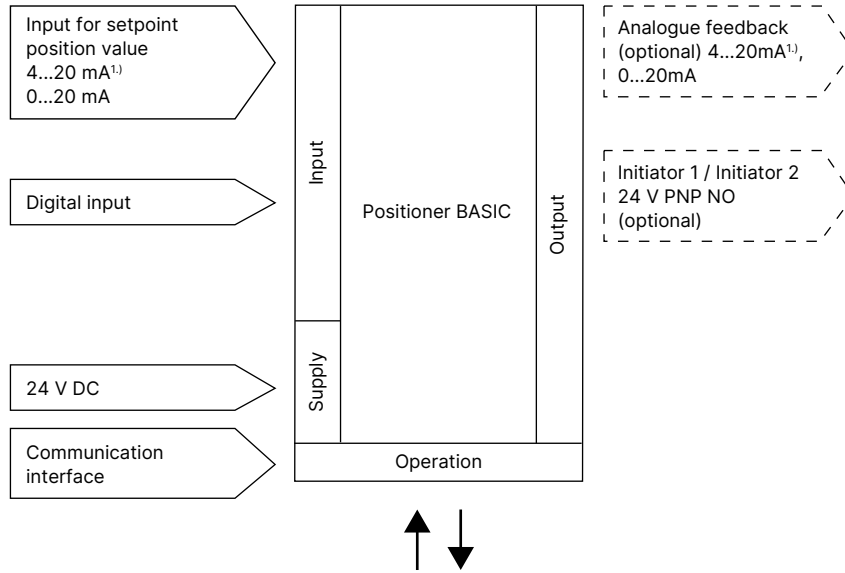 Input for setpoint
position value
4...20 mA¹·⁾
0...20 mA
Digital input
24 V DC
Communication
interface
Input
Supply
Positioner BASIC
Output
Operation
Analogue feedback
(optional) 4...20mA¹·⁾,
0...20mA
Initiator 1 / Initiator 2
24 V PNP NO
(optional)